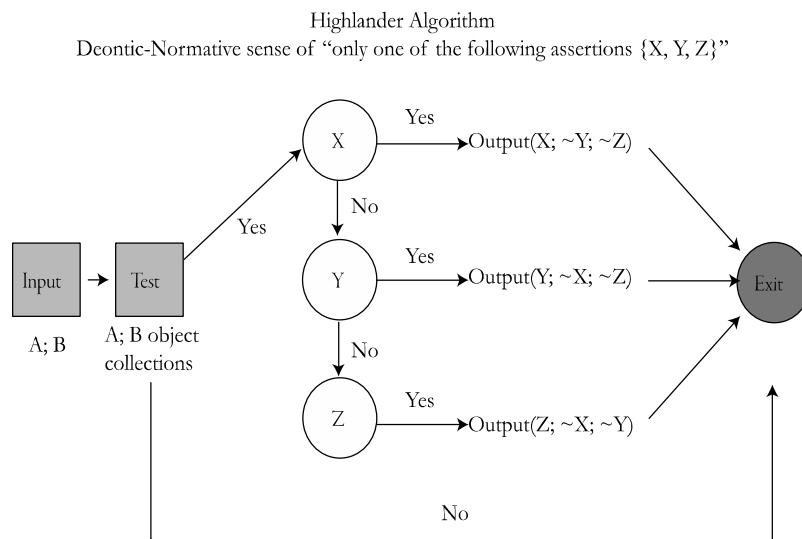 Highlander Algorithm
Deontic-Normative sense of “only one of the following assertions {X, Y, Z}”
X
Yes
Output(X; ~Y; ~Z)
No
Yes
Input
Test
Y
Yes
Output(Y; ~X; ~Z)
Exit
A; B
A; B object
collections
No
Z
Yes
Output(Z; ~X; ~Y)
No